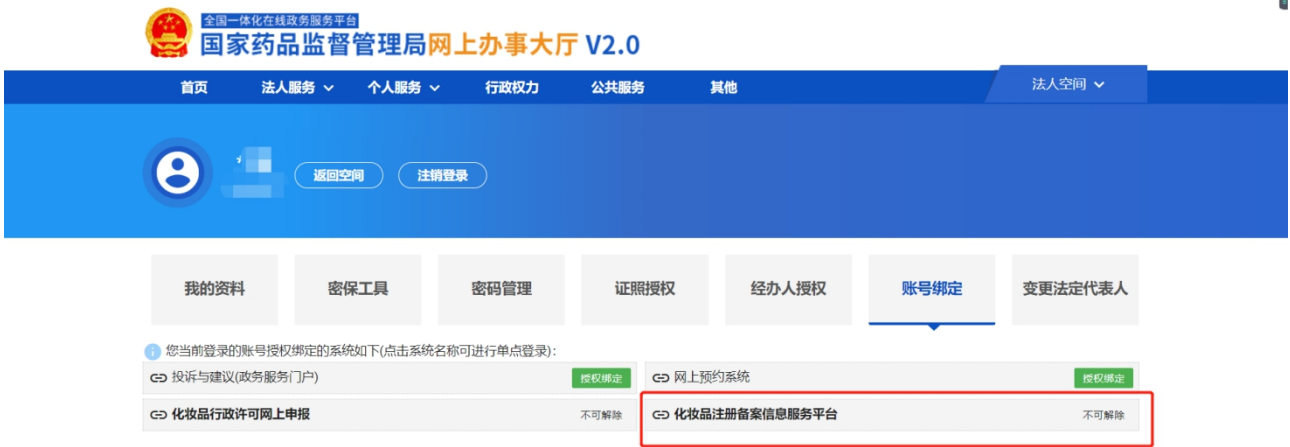 全国一体化在线政务服务平台
国家药品监督管理局网上办事大厅 V2.0
首页 法人服务 个人服务 行政权力 公共服务 其他 法人空间
返回空间 注销登录
我的资料 密保工具 密码管理 证照授权 经办人授权 账号绑定 变更法定代表人
您当前登录的账号授权绑定的系统如下(点击系统名称可进行单点登录):
投诉与建议(政务服务门户) 授权绑定 网上预约系统 授权绑定
化妆品行政许可网上申报 不可解除 化妆品注册备案信息服务平台 不可解除